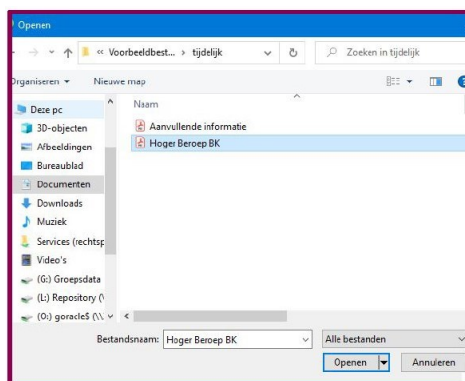 Openen
« Voorbeeldbest... › tijdelijk
Zoeken in tijdelijk
Organiseren
Nieuwe map
Deze pc
3D-objecten
Afbeeldingen
Bureaublad
Documenten
Downloads
Muziek
Services (rechtsp
Video's
(G:) Groepsdata
(L:) Repository (\
(O:) goracle$ (\\
Naam
Aanvullende informatie
Hoger Beroep BK
Bestandsnaam: Hoger Beroep BK
Alle bestanden
Openen
Annuleren